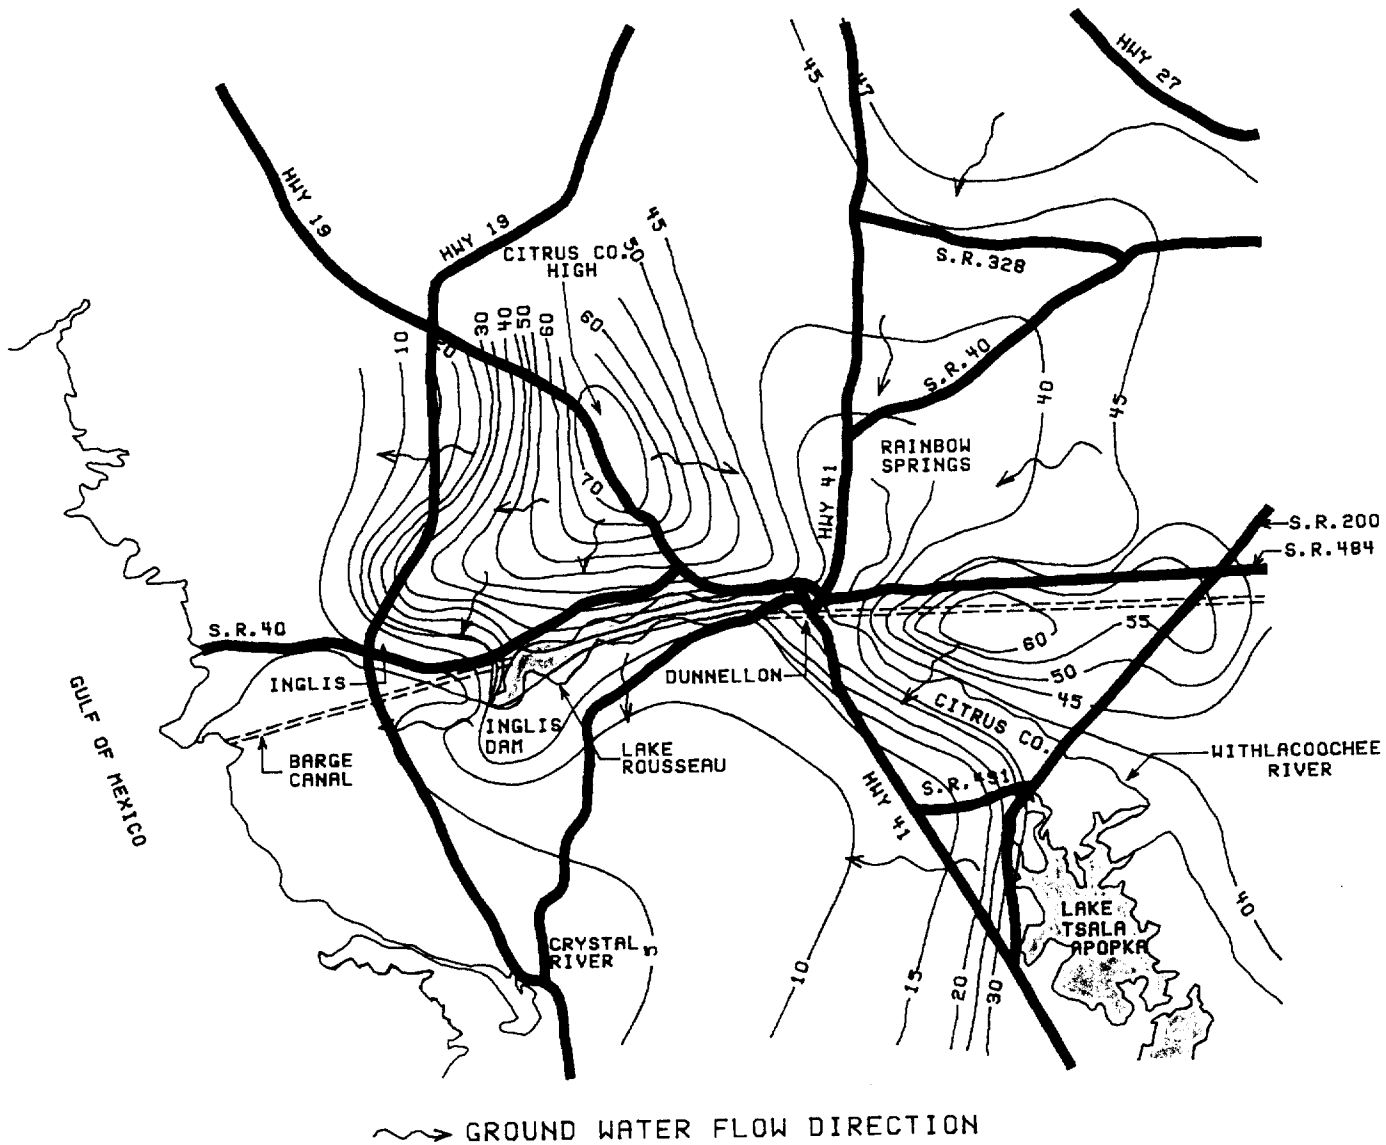 HWY 27
45
47
HWY 19
HWY 19
45
50
CITRUS CO.
HIGH
S.R.328
10
20
30
40
50
60
60
S.R.40
40
45
RAINBOW
SPRINGS
70
HWY 41
S.R.200
S.R.484
S.R.40
60
55
50
45
INGLIS
DUNNELLON
GULF OF MEXICO
CITRUS CO.
INGLIS
DAM
LAKE
ROUSSEAU
BARGE
CANAL
WITHLACOOCHEE
RIVER
HWY 41
S.R.491
40
LAKE
TSALA
APOPKA
CRYSTAL
RIVER
5
10
15
20
30
GROUND WATER FLOW DIRECTION